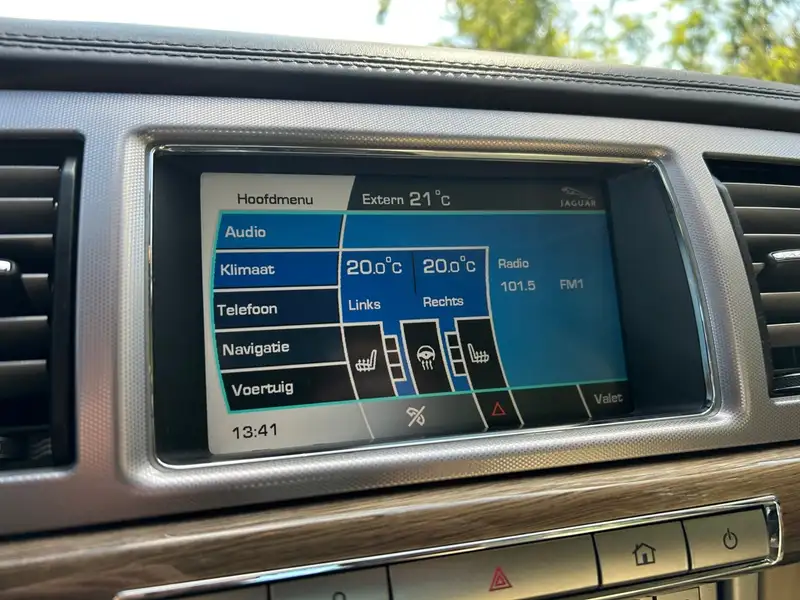 Hoofdmenu
Extern 21°C
JAGUAR
Audio
Klimaat
20.0°C
20.0°C
Radio
101.5 FM1
Telefoon
Links
Rechts
Navigatie
Voertuig
Valet
13:41